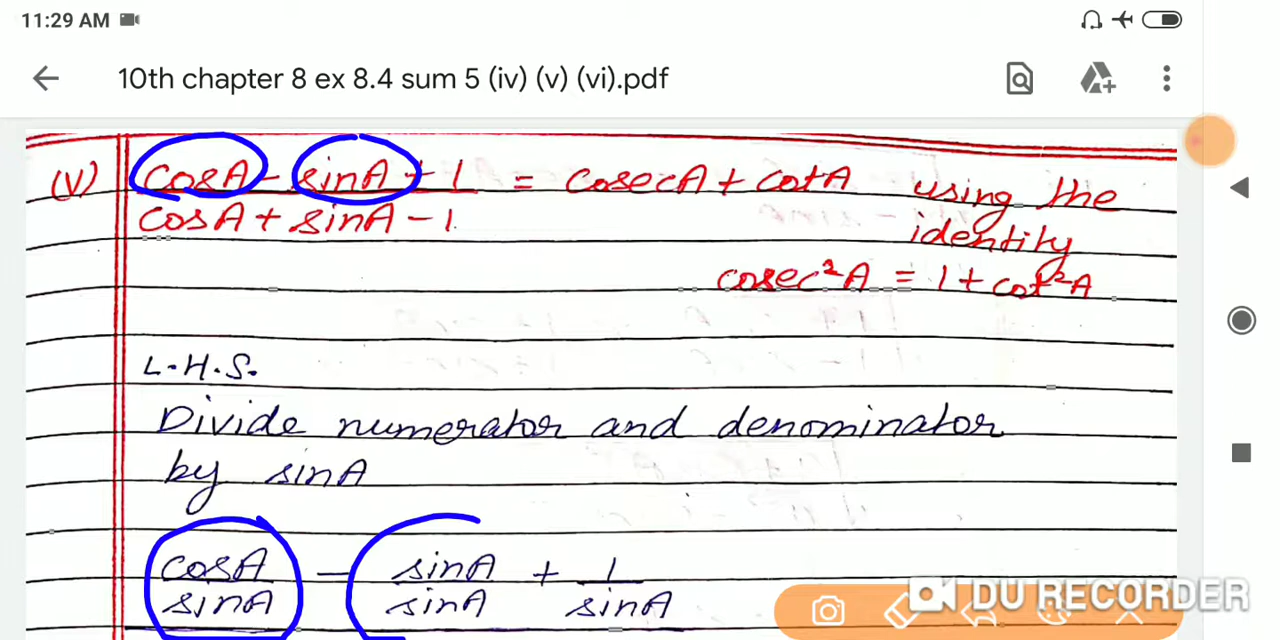 11:29 AM
10th chapter 8 ex 8.4 sum 5 (iv) (v) (vi).pdf
(v) cosA - sinA + 1 = cosecA + cotA using the
cosA + sinA - 1 identity
cosec²A = 1 + cot²A
L.H.S.
Divide numerator and denominator
by sinA
cosA - sinA + 1
sinA sinA sinA
DU RECORDER